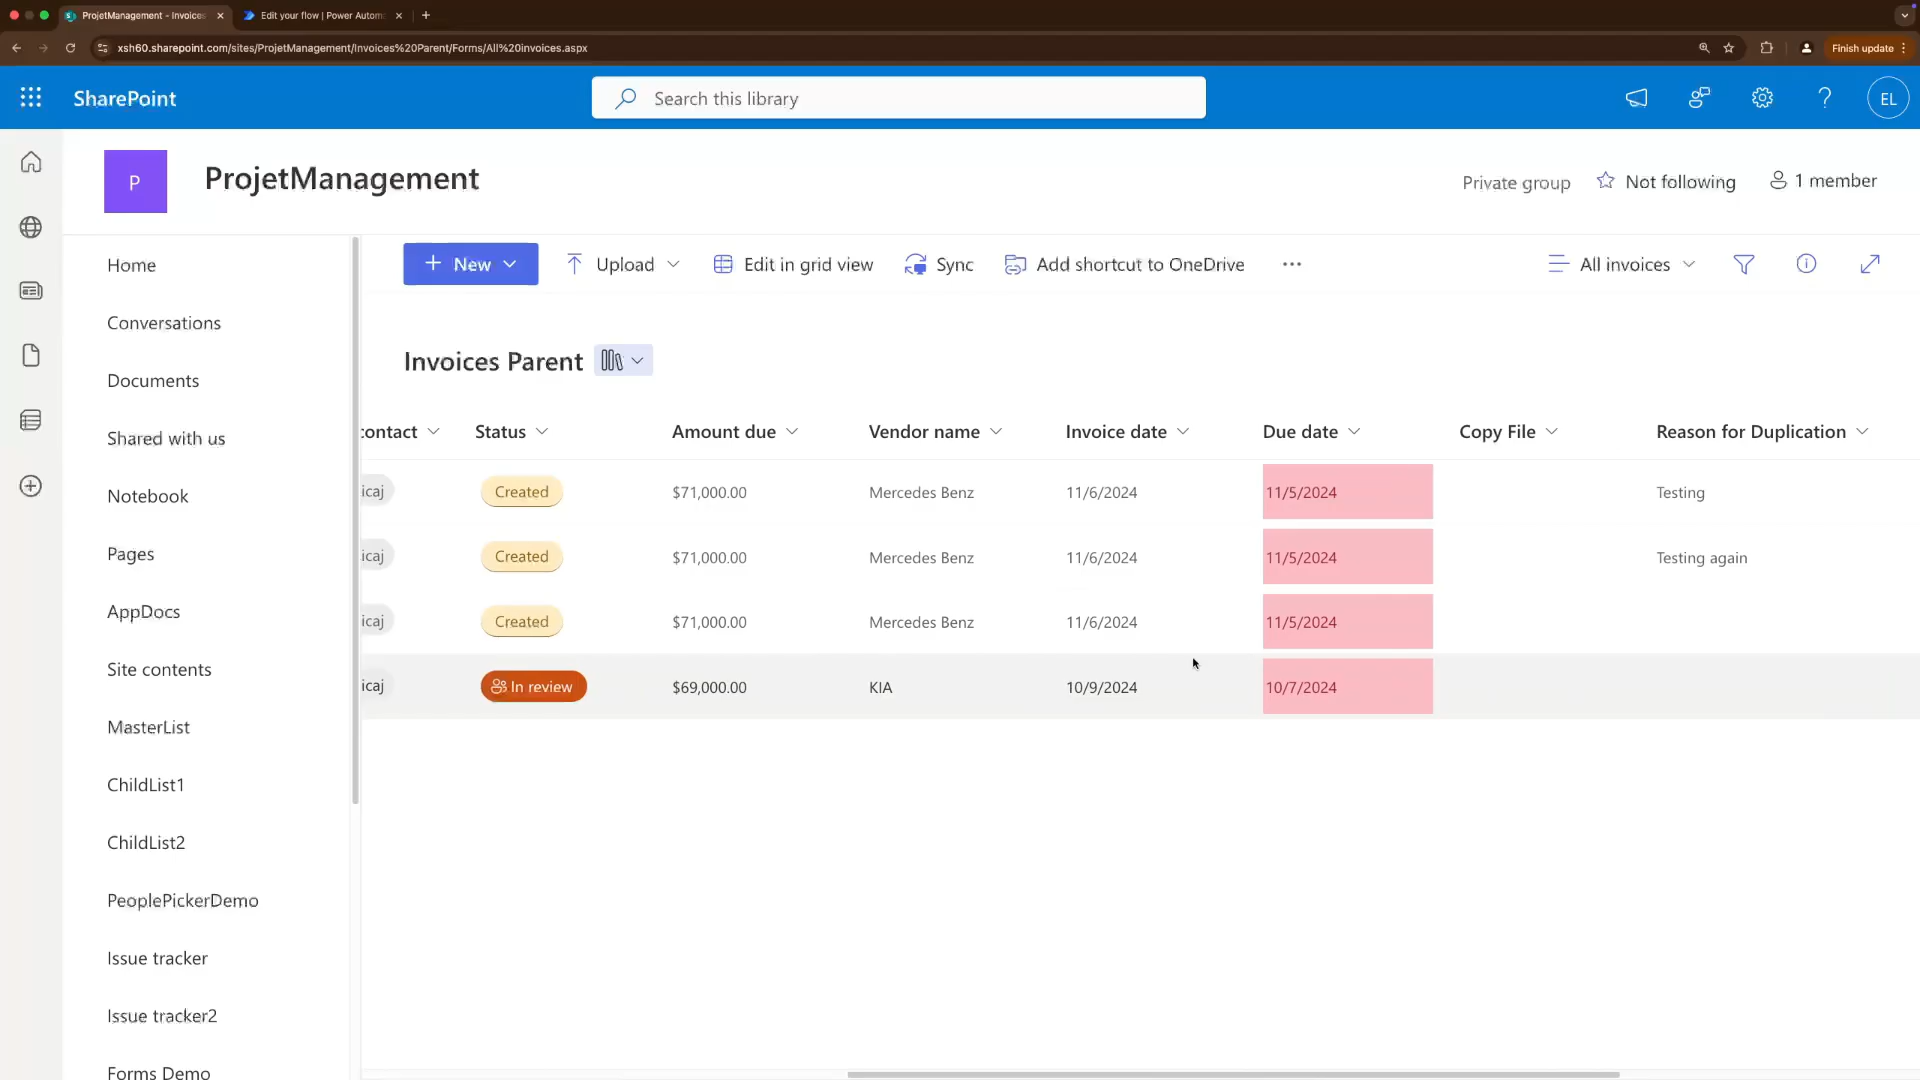 ProjetManagement - Invoices
Edit your flow | Power Autom
xsh60.sharepoint.com/sites/ProjetManagement/Invoices%20Parent/Forms/All%20invoices.aspx
Finish update
SharePoint
Search this library
EL
P
ProjetManagement
Private group
Not following
1 member
Home
Conversations
Documents
Shared with us
Notebook
Pages
AppDocs
Site contents
MasterList
ChildList1
ChildList2
PeoplePickerDemo
Issue tracker
Issue tracker2
Forms Demo
New
Upload
Edit in grid view
Sync
Add shortcut to OneDrive
All invoices
Invoices Parent
contact Status Amount due Vendor name Invoice date Due date Copy File Reason for Duplication
icaj Created $71,000.00 Mercedes Benz 11/6/2024 11/5/2024 Testing
icaj Created $71,000.00 Mercedes Benz 11/6/2024 11/5/2024 Testing again
icaj Created $71,000.00 Mercedes Benz 11/6/2024 11/5/2024
icaj In review $69,000.00 KIA 10/9/2024 10/7/2024